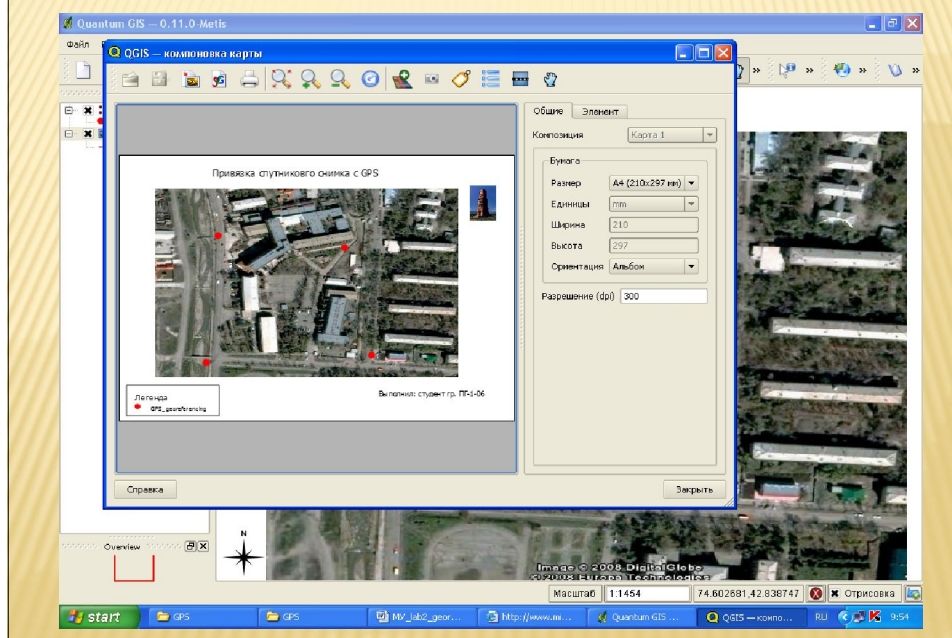 Quantum GIS — 0.11.0-Metis
Файл
QGIS — компоновка карты
Общие Элемент
Композиция Карта 1
Бумага
Размер A4 (210x297 мм)
Единицы mm
Ширина 210
Высота 297
Ориентация Альбом
Разрешение (dpi) 300
Привязка спутникового снимка с GPS
Легенда
GPS_georeferencing
Выполнил: студент гр. ПГ-1-06
Справка Закрыть
Overview
N
Image © 2008 DigitalGlobe
© 2008 Europa Technologies
Масштаб 1:1454 74.602681,42.838747 Отрисовка
start GPS GPS MV_lab2_geor... http://www.mi... Quantum GIS ... QGIS — компо... RU 9:54